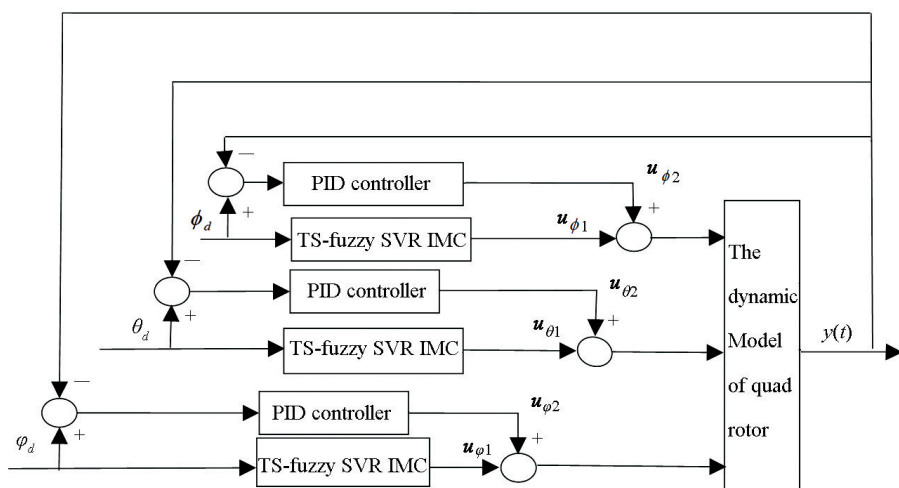 −
PID controller
u_ϕ2
+
+
ϕ_d
TS-fuzzy SVR IMC
u_ϕ1
−
PID controller
u_θ2
+
+
θ_d
TS-fuzzy SVR IMC
u_θ1
−
PID controller
u_φ2
+
+
φ_d
TS-fuzzy SVR IMC
u_φ1
The
dynamic
Model
of quad
rotor
y(t)